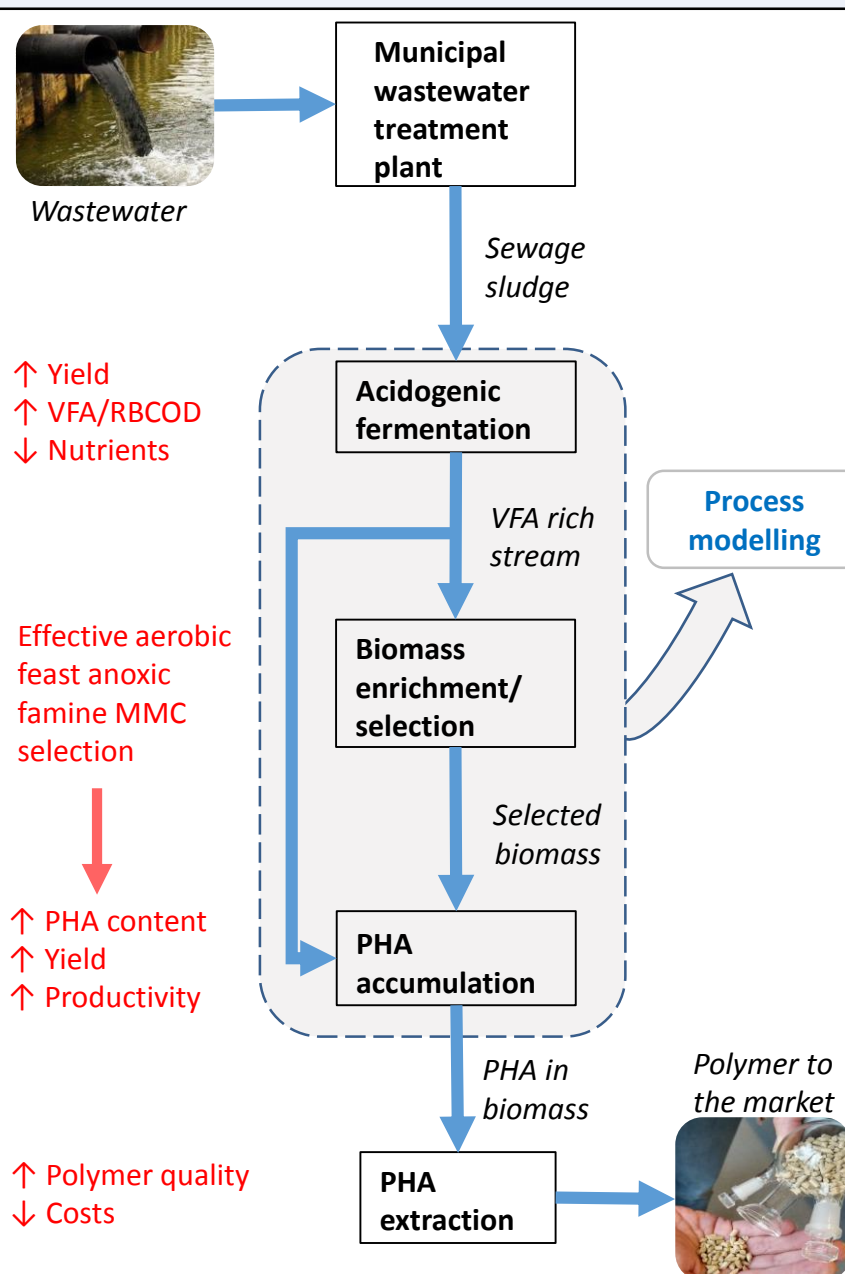 Municipal
wastewater
treatment
plant
Wastewater
Sewage
sludge
↑ Yield
↑ VFA/RBCOD
↓ Nutrients
Acidogenic
fermentation
VFA rich
stream
Process
modelling
Effective aerobic
feast anoxic
famine MMC
selection
Biomass
enrichment/
selection
Selected
biomass
↑ PHA content
↑ Yield
↑ Productivity
PHA
accumulation
PHA in
biomass
Polymer to
the market
↑ Polymer quality
↓ Costs
PHA
extraction